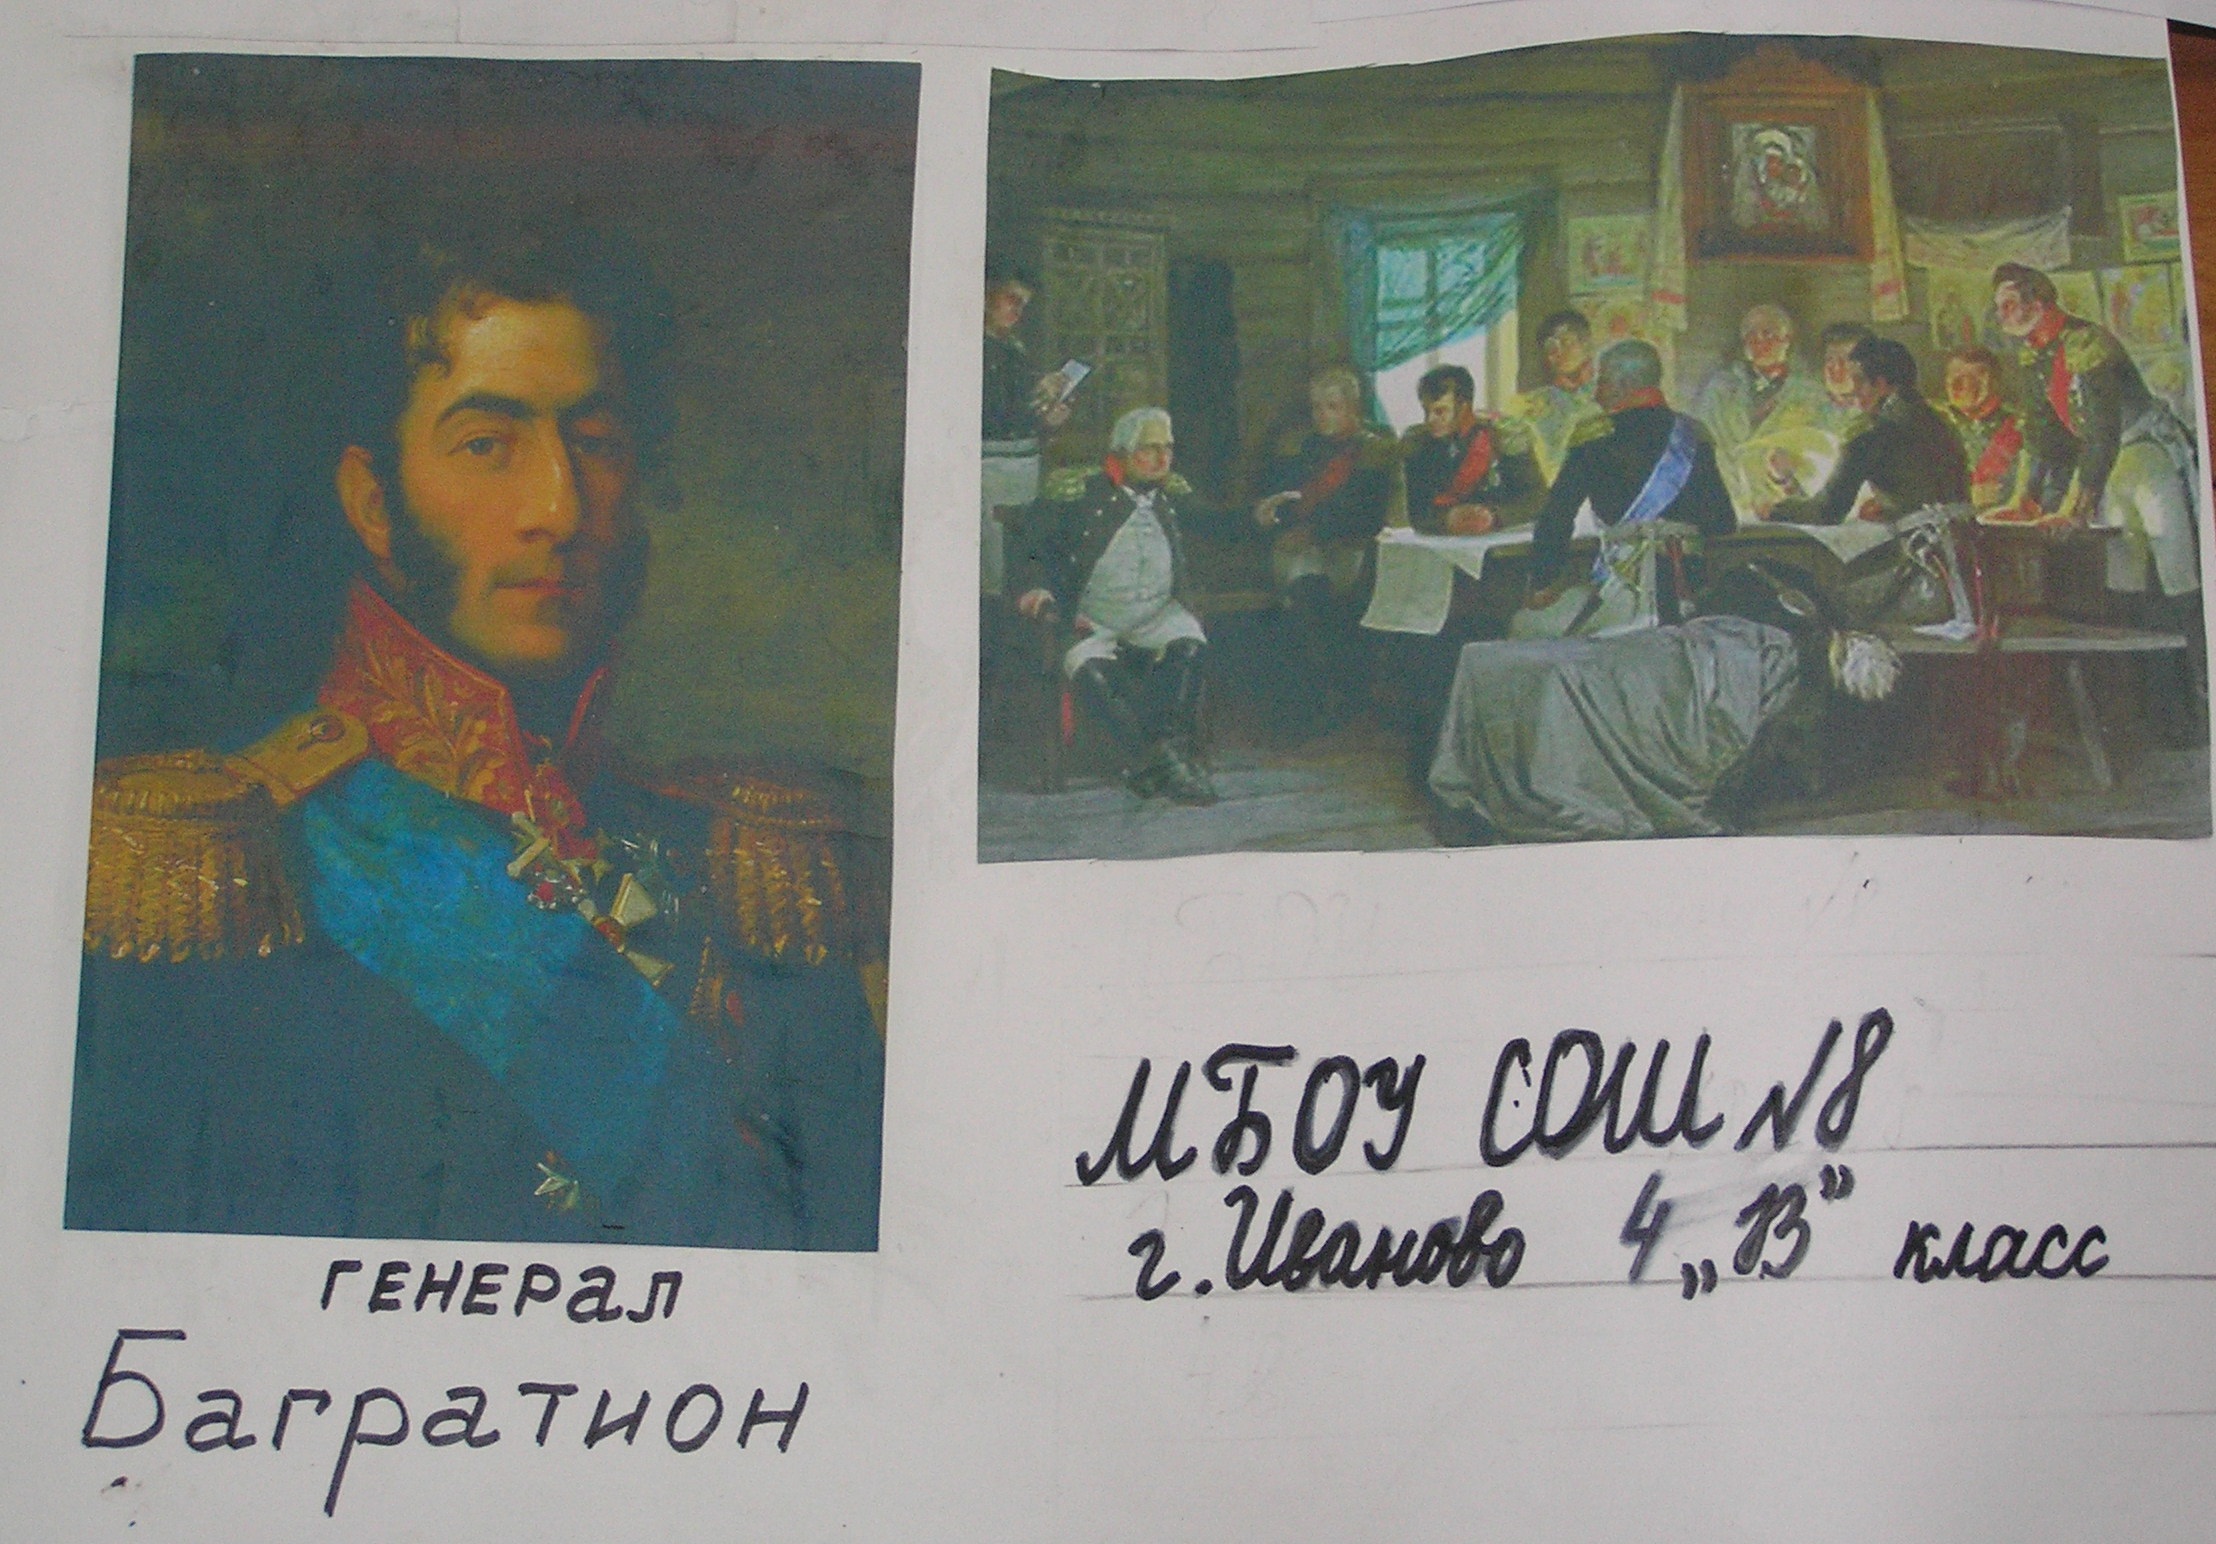 генерал
Багратион
МБОУ СОШ №8
г. Иваново 4 „В” класс